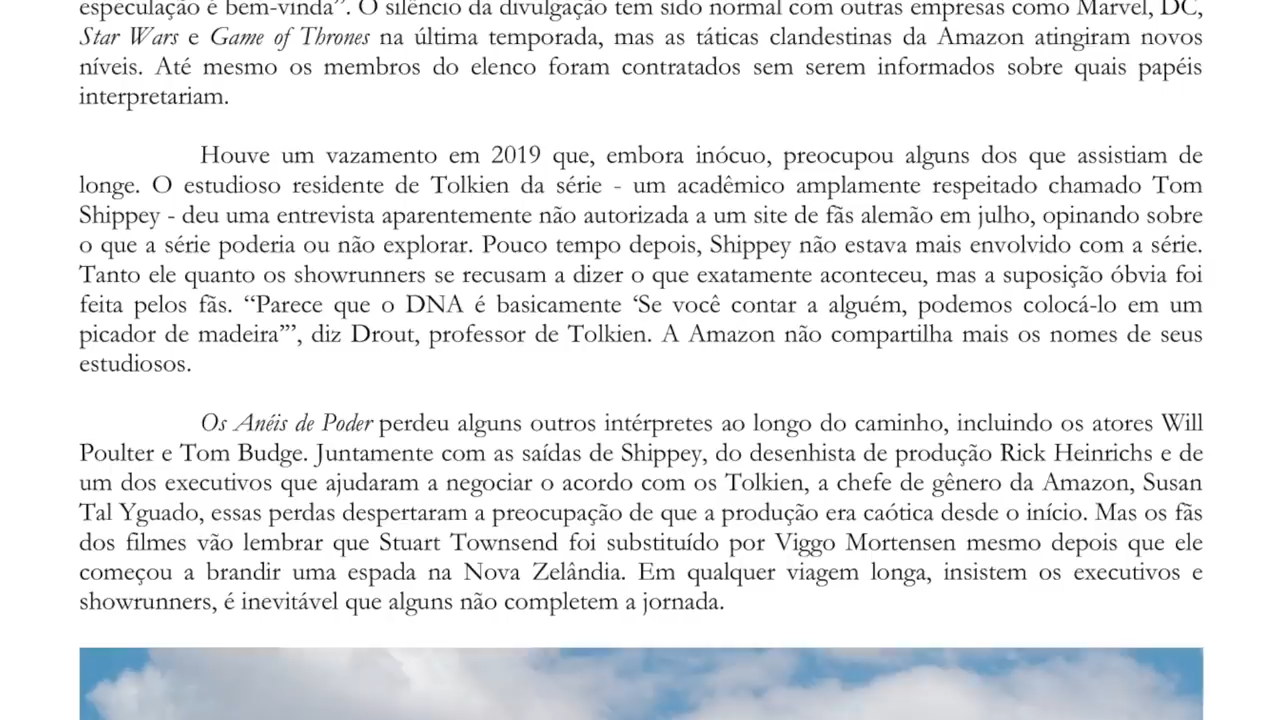 especulação é bem-vinda”. O silêncio da divulgação tem sido normal com outras empresas como Marvel, DC,
Star Wars e Game of Thrones na última temporada, mas as táticas clandestinas da Amazon atingiram novos
níveis. Até mesmo os membros do elenco foram contratados sem serem informados sobre quais papéis
interpretariam.
Houve um vazamento em 2019 que, embora inócuo, preocupou alguns dos que assistiam de
longe. O estudioso residente de Tolkien da série - um acadêmico amplamente respeitado chamado Tom
Shippey - deu uma entrevista aparentemente não autorizada a um site de fãs alemão em julho, opinando sobre
o que a série poderia ou não explorar. Pouco tempo depois, Shippey não estava mais envolvido com a série.
Tanto ele quanto os showrunners se recusam a dizer o que exatamente aconteceu, mas a suposição óbvia foi
feita pelos fãs. “Parece que o DNA é basicamente ‘Se você contar a alguém, podemos colocá-lo em um
picador de madeira’”, diz Drout, professor de Tolkien. A Amazon não compartilha mais os nomes de seus
estudiosos.
Os Anéis de Poder perdeu alguns outros intérpretes ao longo do caminho, incluindo os atores Will
Poulter e Tom Budge. Juntamente com as saídas de Shippey, do desenhista de produção Rick Heinrichs e de
um dos executivos que ajudaram a negociar o acordo com os Tolkien, a chefe de gênero da Amazon, Susan
Tal Yguado, essas perdas despertaram a preocupação de que a produção era caótica desde o início. Mas os fãs
dos filmes vão lembrar que Stuart Townsend foi substituído por Viggo Mortensen mesmo depois que ele
começou a brandir uma espada na Nova Zelândia. Em qualquer viagem longa, insistem os executivos e
showrunners, é inevitável que alguns não completem a jornada.